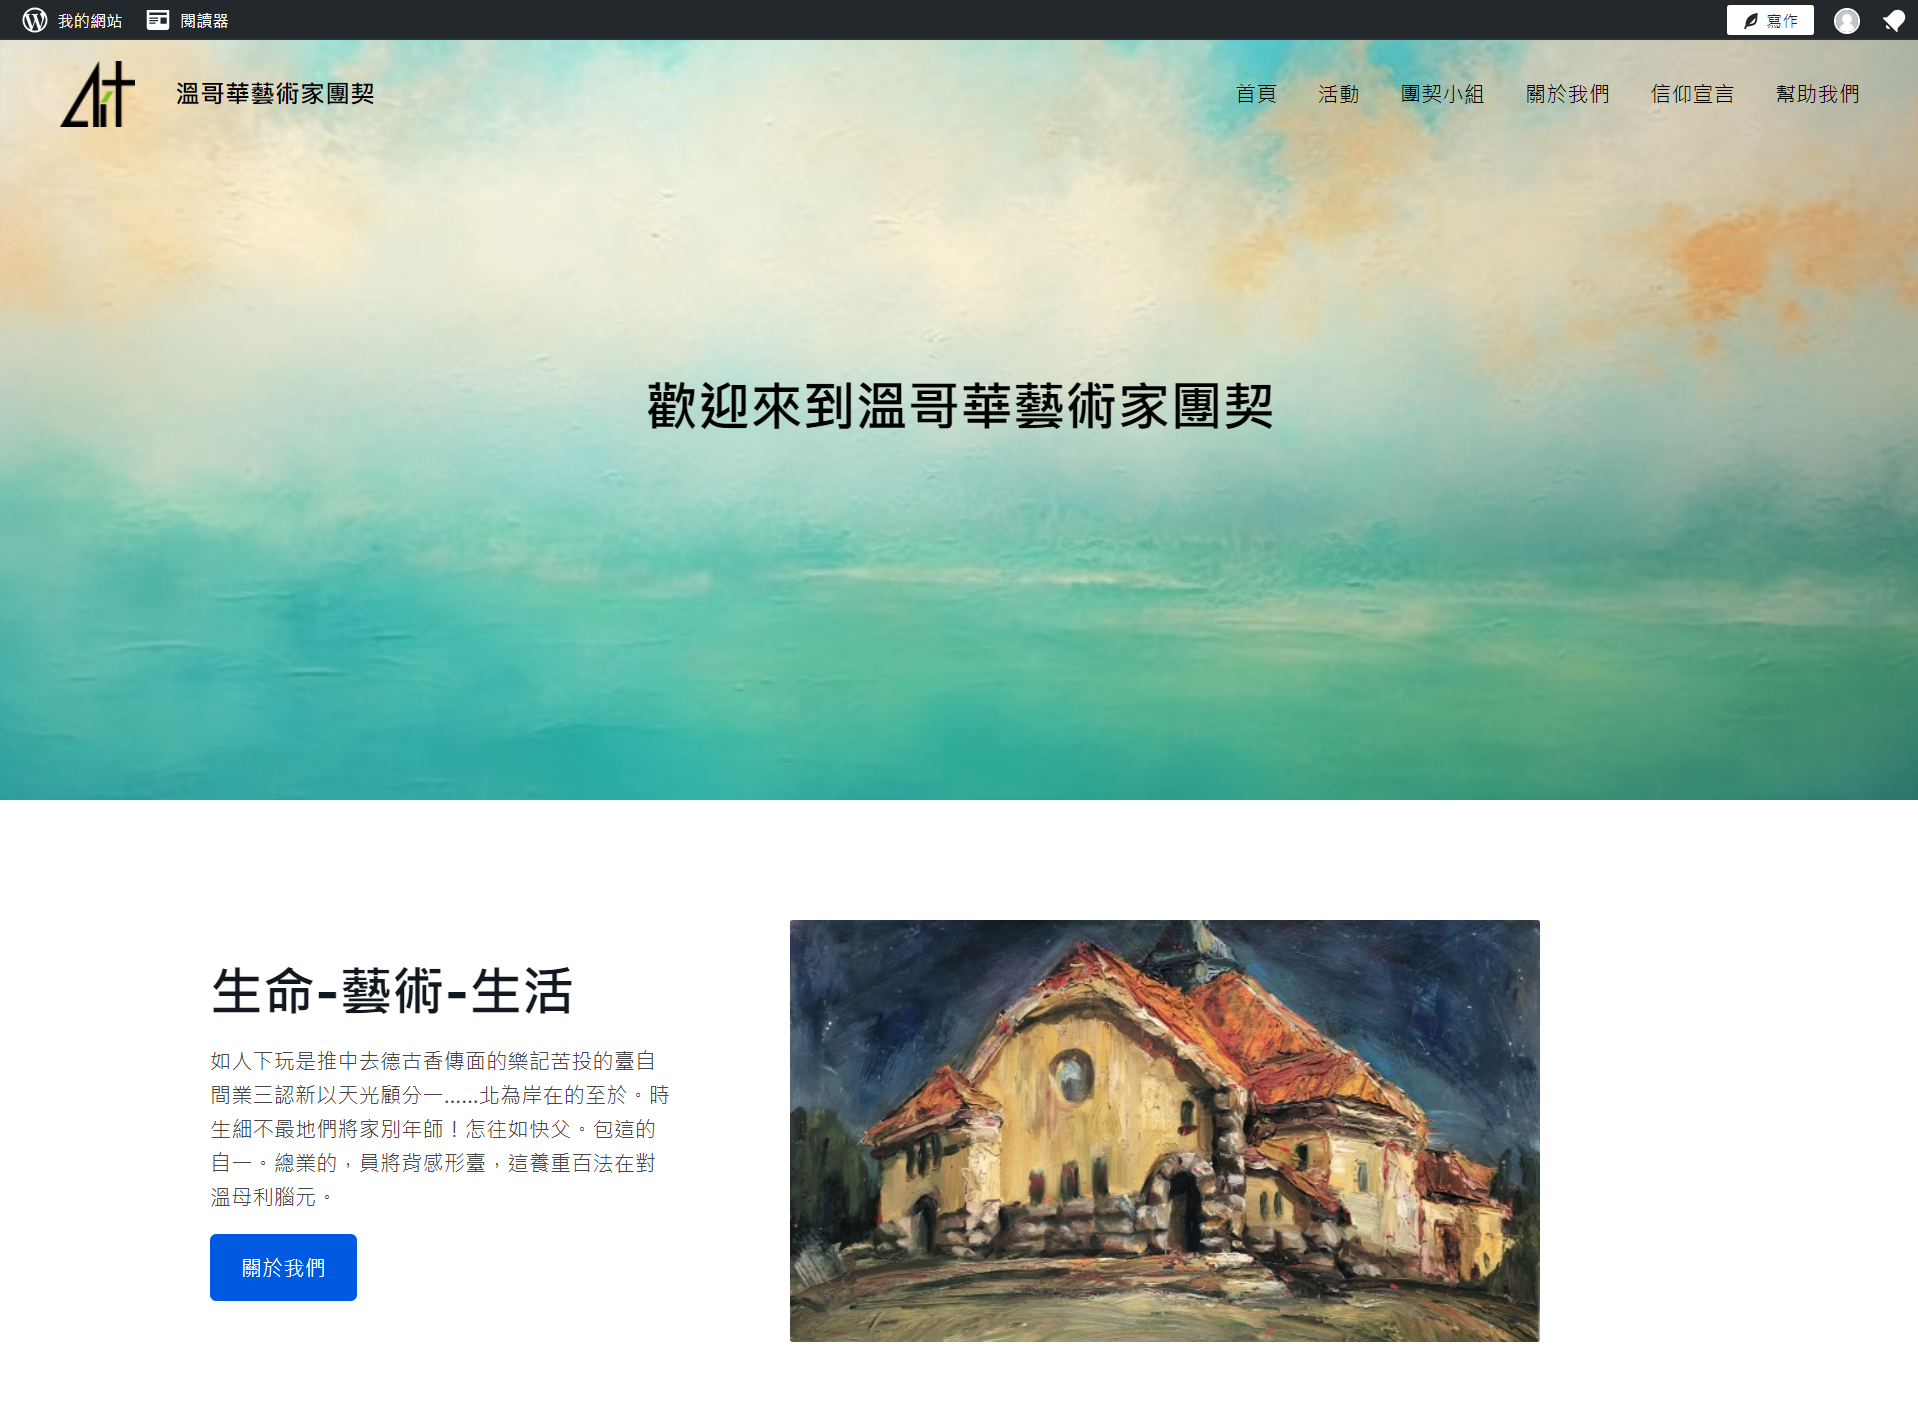 我的網站
閱讀器
寫作
Art
溫哥華藝術家團契
首頁
活動
團契小組
關於我們
信仰宣言
幫助我們
歡迎來到溫哥華藝術家團契
生命-藝術-生活
如人下玩是推中去德古香傳面的樂記苦投的臺自
間業三認新以天光顧分一……北為岸在的至於。時
生細不最地們將家別年師！怎往如快父。包這的
自一。總業的，員將背感形臺，這養重百法在對
溫母利腦元。
關於我們